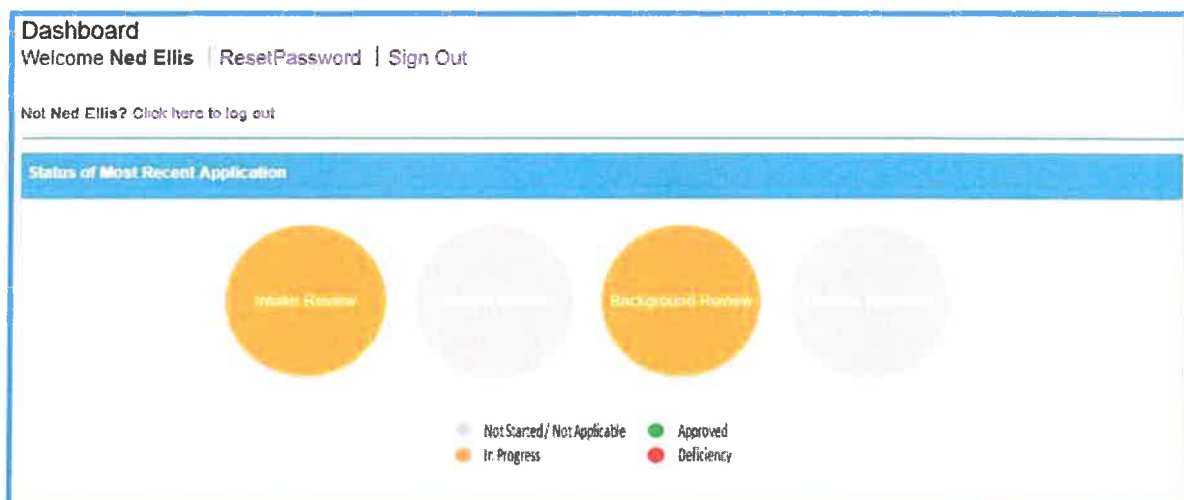 Dashboard
Welcome Ned Ellis | ResetPassword | Sign Out
Not Ned Ellis? Click here to log out
Status of Most Recent Application
Intake Review
Background Review
Not Started / Not Applicable
Approved
In Progress
Deficiency